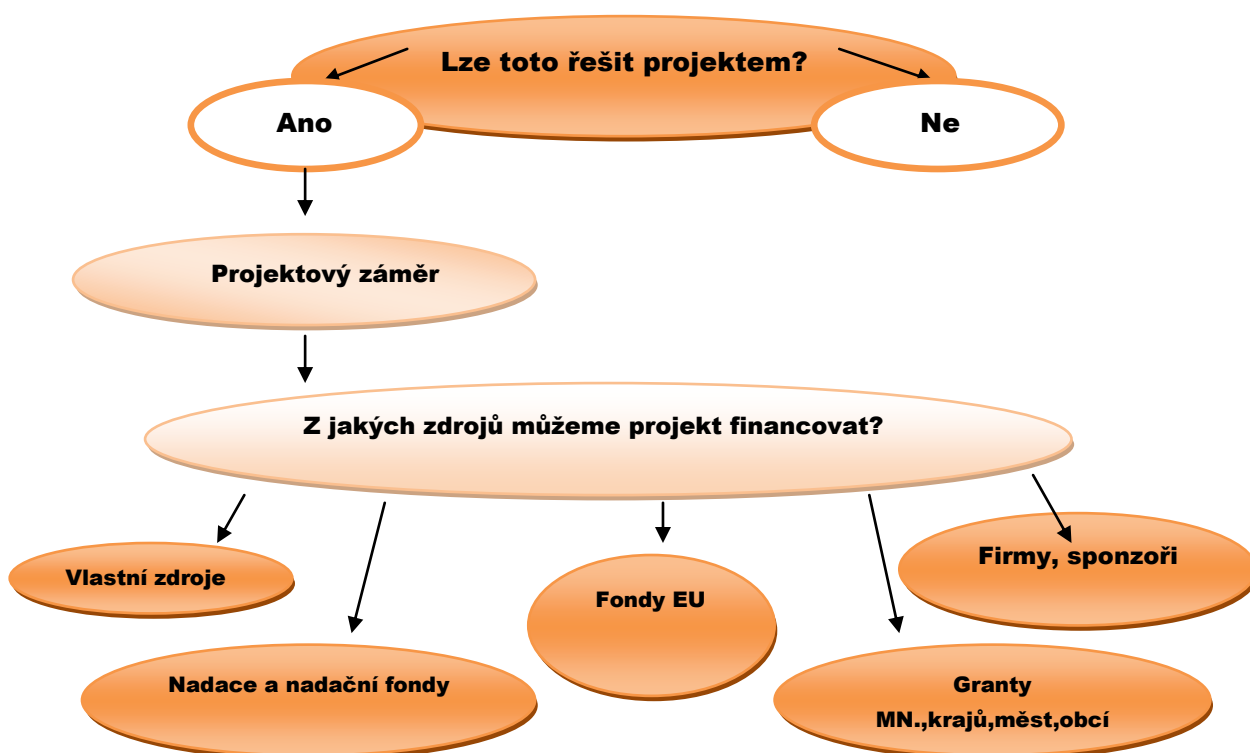 Lze toto řešit projektem?
Ano
Ne
Projektový záměr
Z jakých zdrojů můžeme projekt financovat?
Vlastní zdroje
Nadace a nadační fondy
Fondy EU
Granty
MN.,krajů,měst,obcí
Firmy, sponzoři